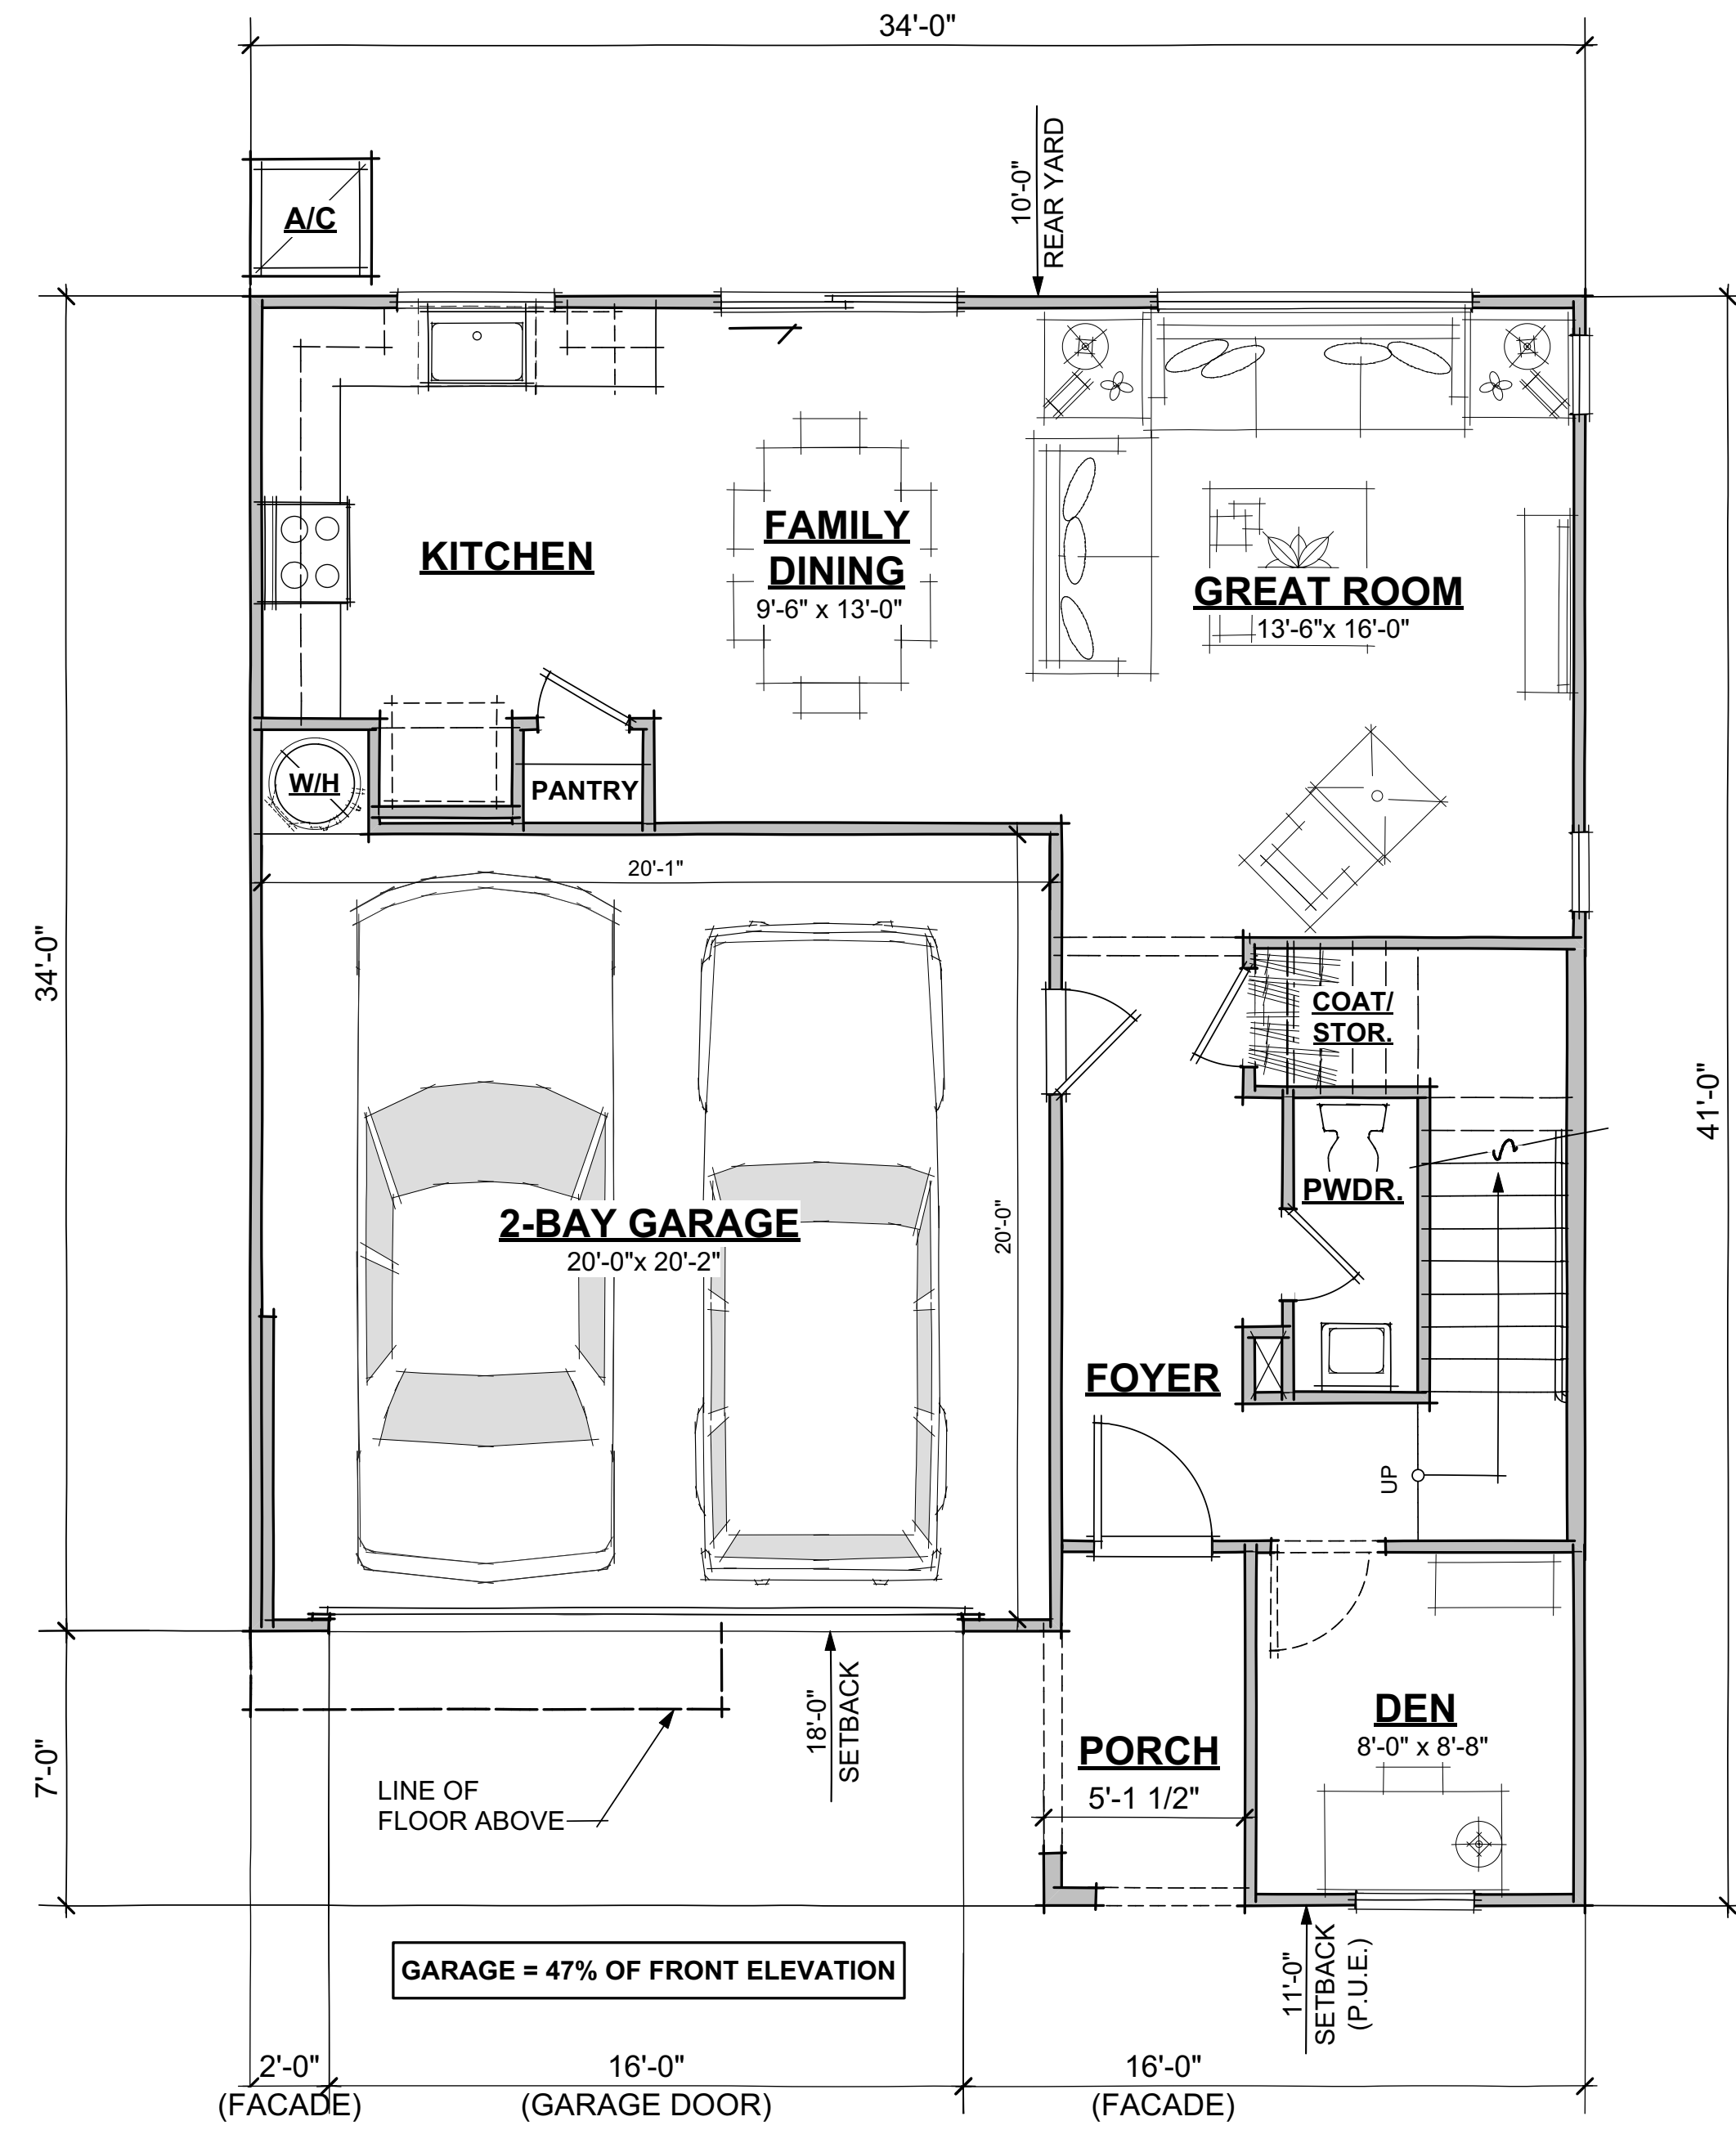 34'-0"
10'-0"
REAR YARD
A/C
KITCHEN
FAMILY
DINING
9'-6" x 13'-0"
GREAT ROOM
13'-6"x 16'-0"
W/H
PANTRY
20'-1"
34'-0"
41'-0"
COAT/
STOR.
PWDR.
2-BAY GARAGE
20'-0"x 20'-2"
20'-0"
FOYER
UP
18'-0"
SETBACK
7'-0"
LINE OF
FLOOR ABOVE
PORCH
5'-1 1/2"
DEN
8'-0" x 8'-8"
GARAGE = 47% OF FRONT ELEVATION
11'-0"
SETBACK
(P.U.E.)
2'-0"
(FACADE)
16'-0"
(GARAGE DOOR)
16'-0"
(FACADE)